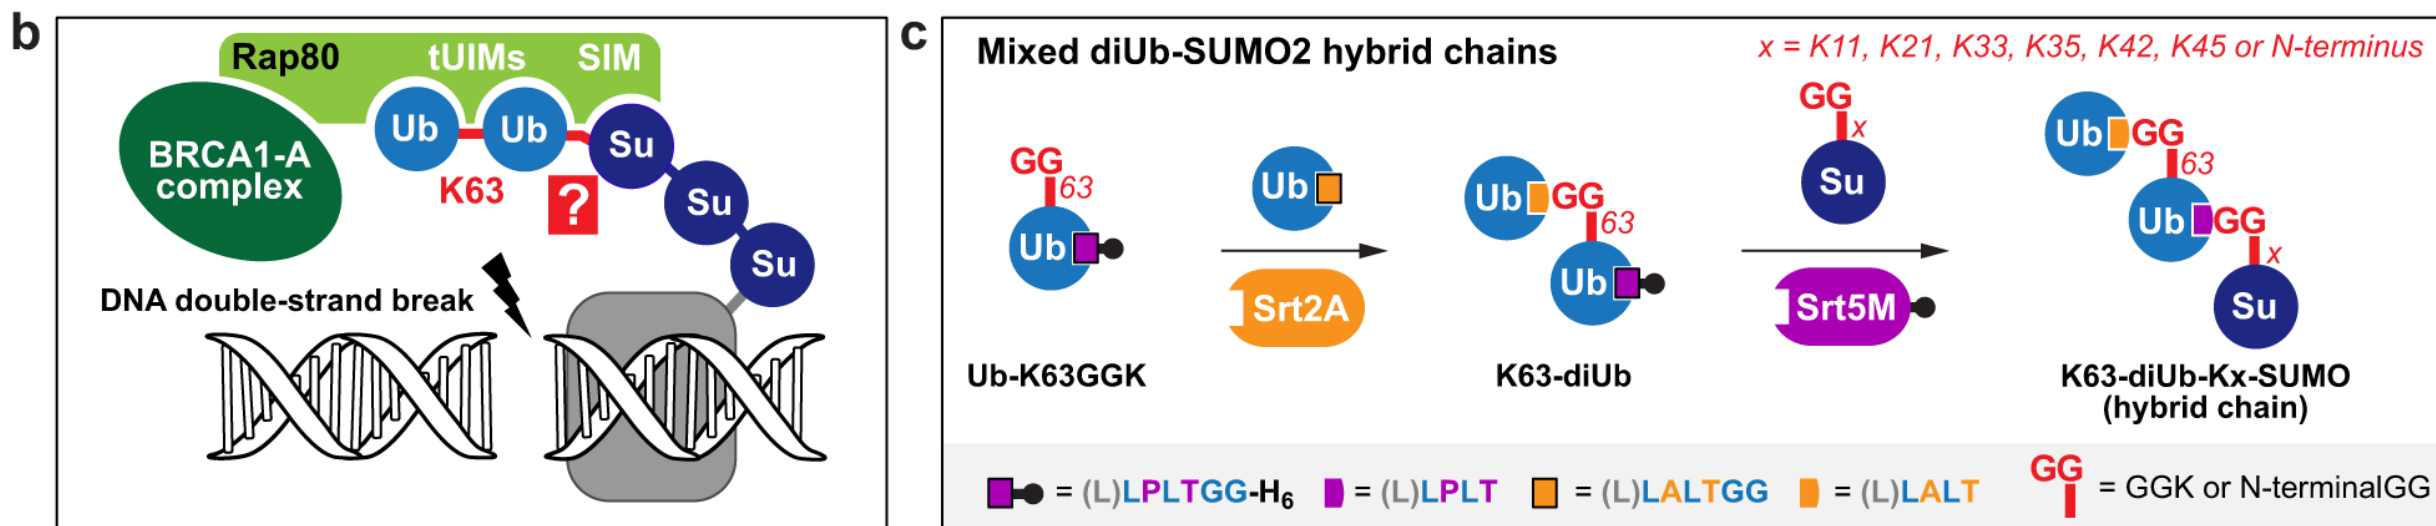 b
Rap80 tUIMs SIM
Ub Ub Su
BRCA1-A
complex
K63 ?
Su
Su
DNA double-strand break
c
Mixed diUb-SUMO2 hybrid chains
x = K11, K21, K33, K35, K42, K45 or N-terminus
GG
63
Ub
Ub
Srt2A
Ub GG
63
Ub
GG
x
Su
Srt5M
Ub GG
63
Ub GG
x
Su
Ub-K63GGK
K63-diUb
K63-diUb-Kx-SUMO
(hybrid chain)
= (L)LPLTGG-H₆
= (L)LPLT
= (L)LALTGG
= (L)LALT
GG = GGK or N-terminalGG